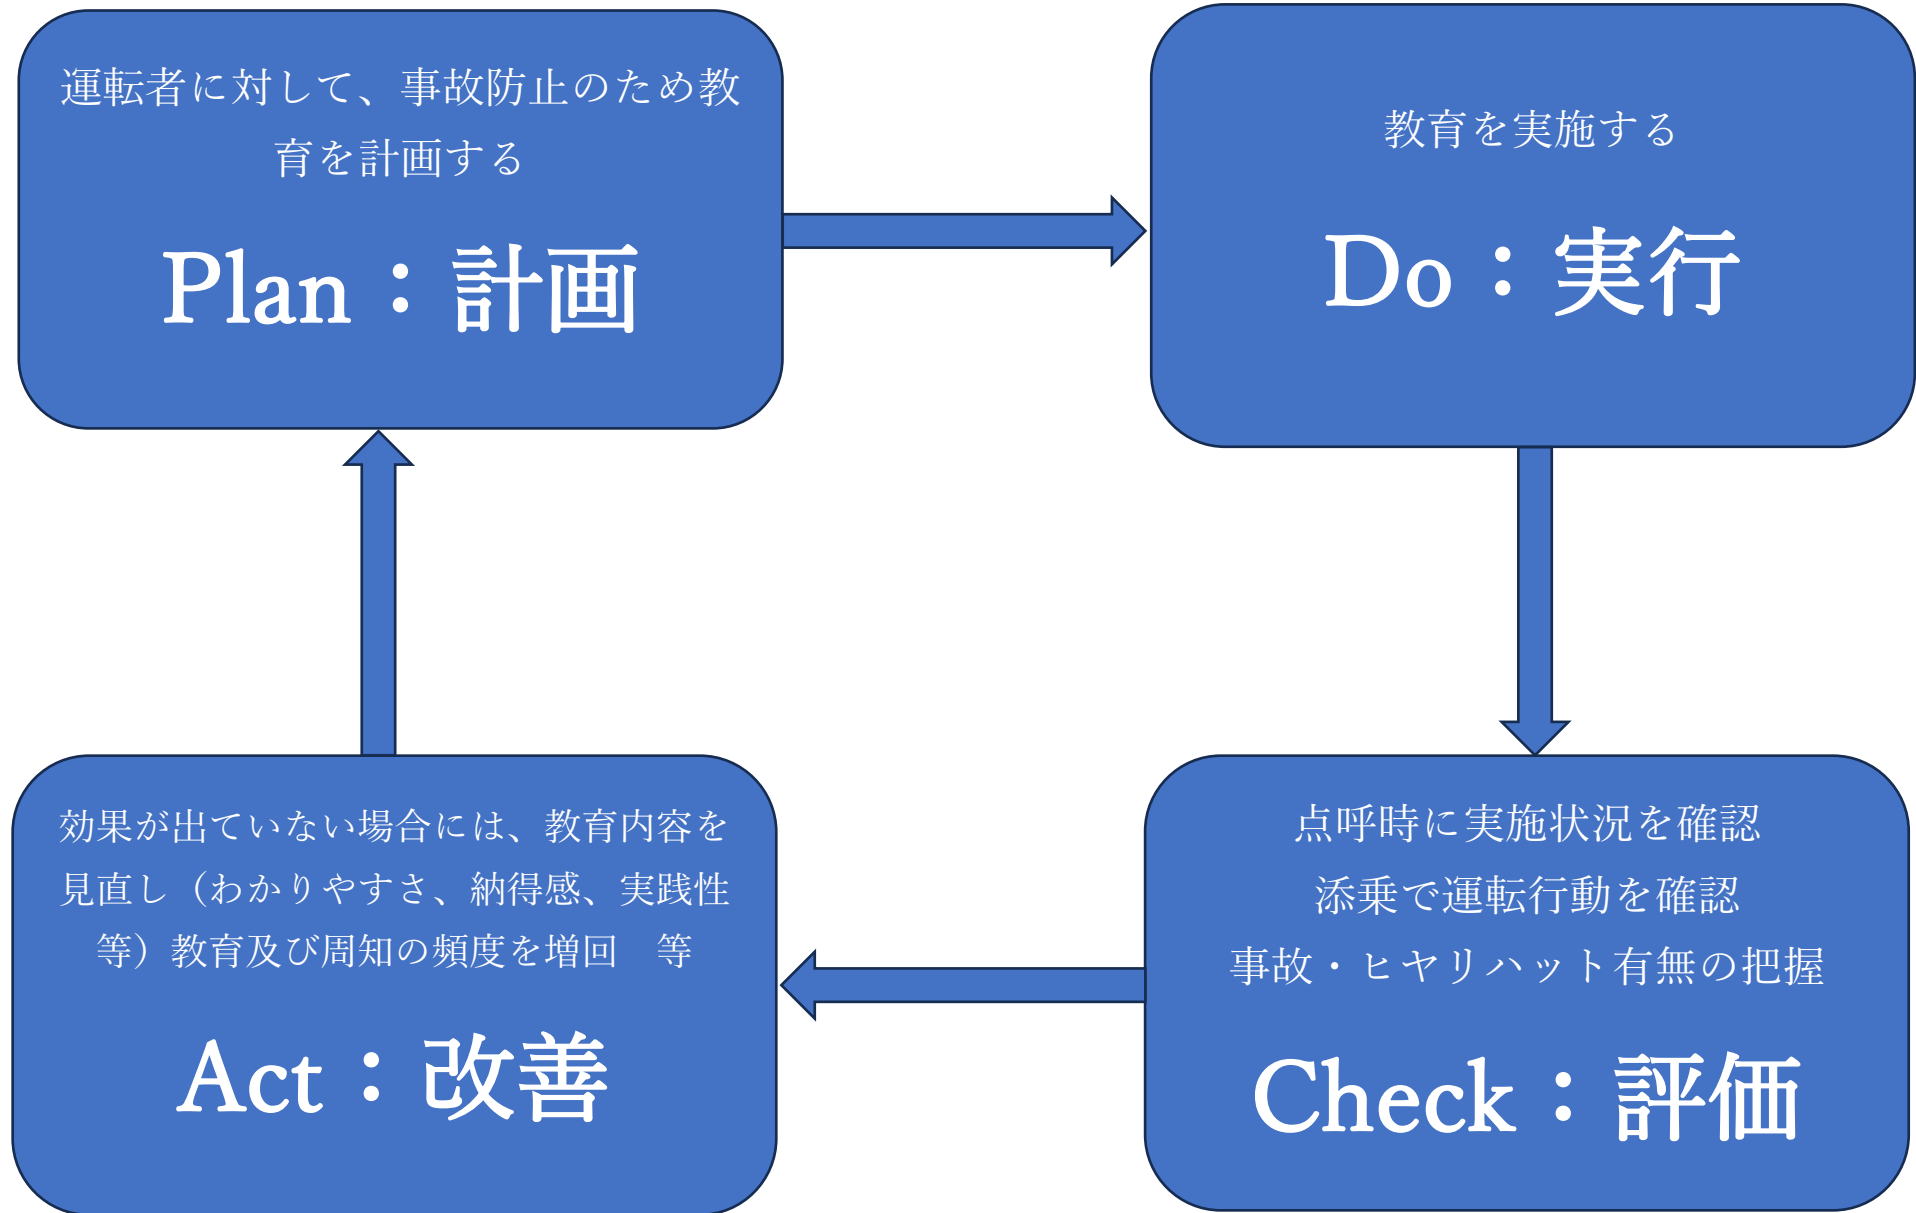 運転者に対して、事故防止のため教
育を計画する
Plan：計画
教育を実施する
Do：実行
点呼時に実施状況を確認
添乗で運転行動を確認
事故・ヒヤリハット有無の把握
Check：評価
効果が出ていない場合には、教育内容を
見直し（わかりやすさ、納得感、実践性
等）教育及び周知の頻度を増回　等
Act：改善